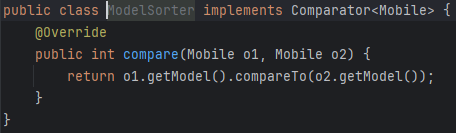 public class ModelSorter implements Comparator<Mobile> {
@Override
public int compare(Mobile o1, Mobile o2) {
return o1.getModel().compareTo(o2.getModel());
}
}